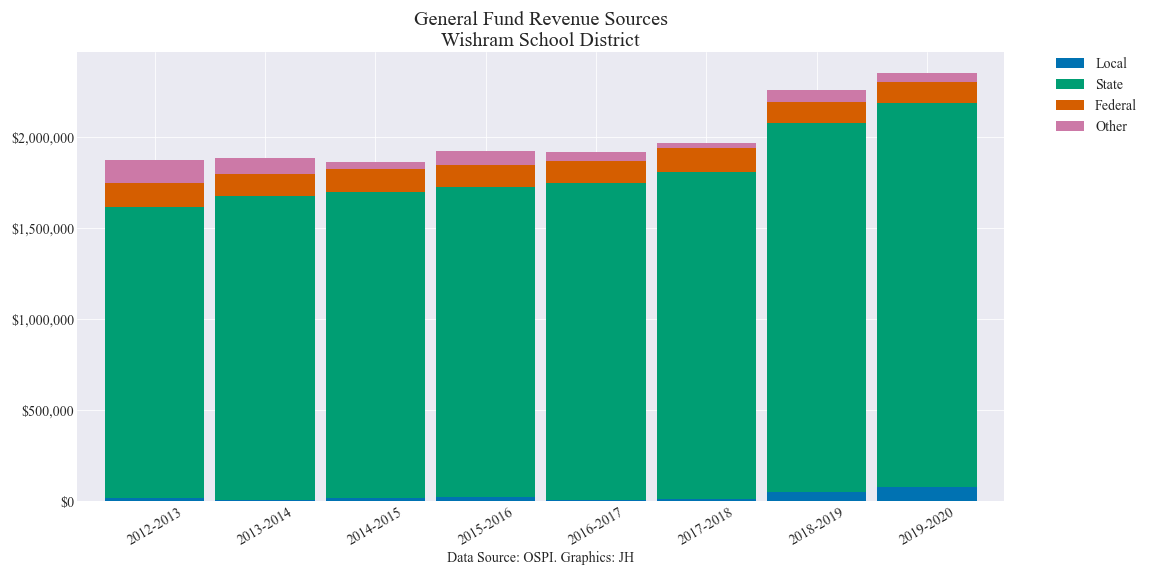 General Fund Revenue Sources
Wishram School District
Local
State
Federal
Other
$2,000,000
$1,500,000
$1,000,000
$500,000
$0
2012-2013
2013-2014
2014-2015
2015-2016
2016-2017
2017-2018
2018-2019
2019-2020
Data Source: OSPI. Graphics: JH